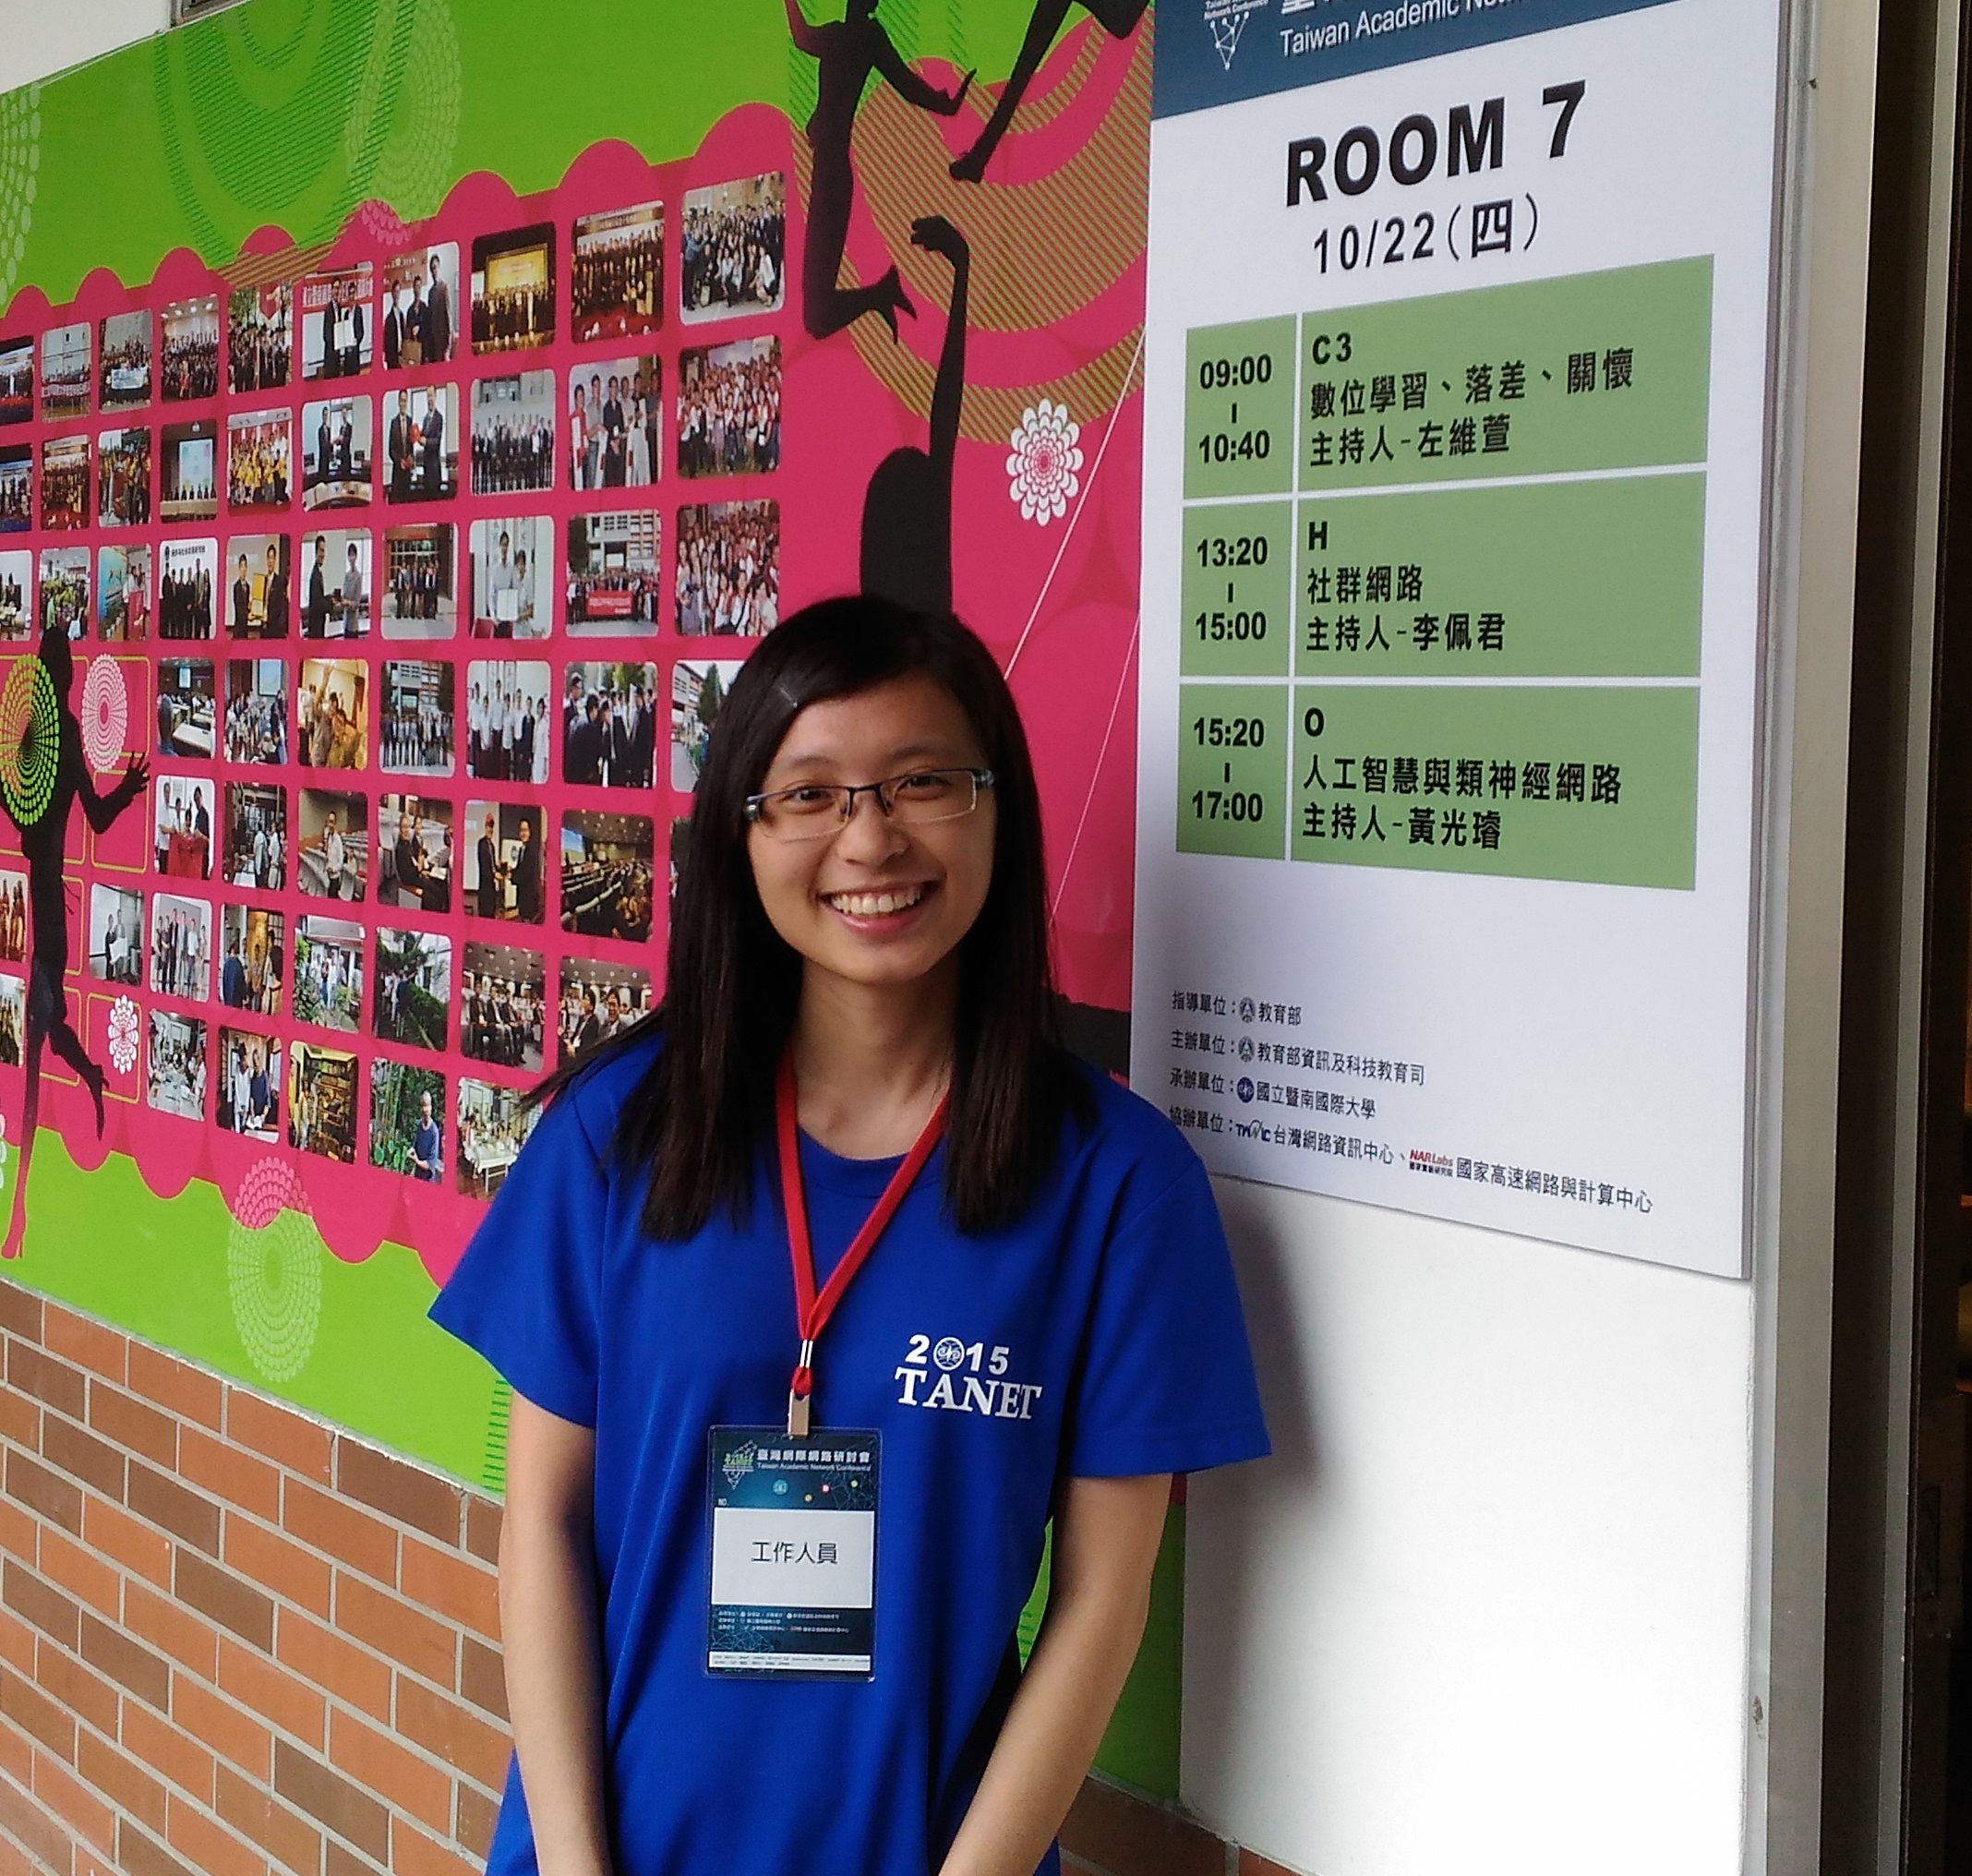 Taiwan Academic
ROOM 7
10/22(四)
09:00
-
10:40
C3
數位學習、落差、關懷
主持人-左維萱
13:20
-
15:00
H
社群網路
主持人-李佩君
15:20
-
17:00
O
人工智慧與類神經網路
主持人-黃光璿
指導單位:教育部
主辦單位:教育部資訊及科技教育司
承辦單位:國立暨南國際大學
協辦單位:TWNIC台灣網路資訊中心、NARLabs國家高速網路與計算中心
2015
TANET
臺灣網際網路研討會
Taiwan Academic Network Conference
NO.
工作人員